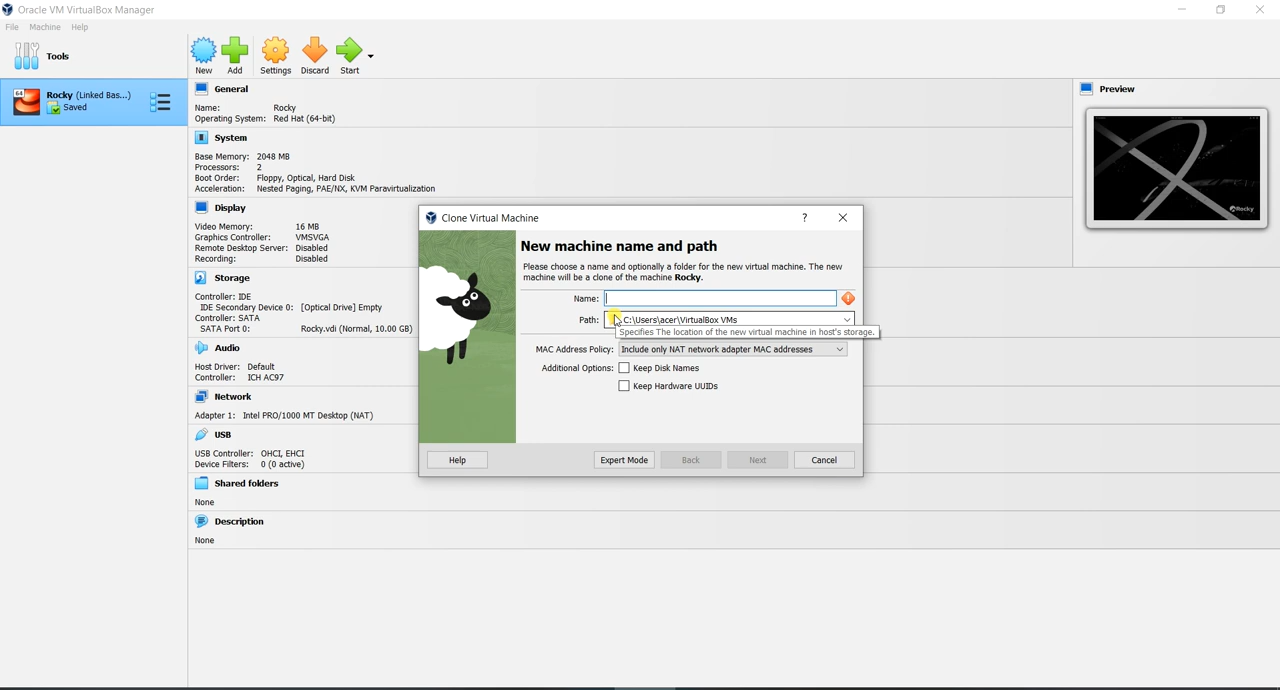 Oracle VM VirtualBox Manager
File Machine Help
Tools
New Add Settings Discard Start
64 Rocky (Linked Bas...)
Saved
General
Name: Rocky
Operating System: Red Hat (64-bit)
System
Base Memory: 2048 MB
Processors: 2
Boot Order: Floppy, Optical, Hard Disk
Acceleration: Nested Paging, PAE/NX, KVM Paravirtualization
Display
Video Memory: 16 MB
Graphics Controller: VMSVGA
Remote Desktop Server: Disabled
Recording: Disabled
Storage
Controller: IDE
IDE Secondary Device 0: [Optical Drive] Empty
Controller: SATA
SATA Port 0: Rocky.vdi (Normal, 10.00 GB)
Audio
Host Driver: Default
Controller: ICH AC97
Network
Adapter 1: Intel PRO/1000 MT Desktop (NAT)
USB
USB Controller: OHCI, EHCI
Device Filters: 0 (0 active)
Shared folders
None
Description
None
Preview
Rocky
Clone Virtual Machine
?
New machine name and path
Please choose a name and optionally a folder for the new virtual machine. The new
machine will be a clone of the machine Rocky.
Name:
Path: C:\Users\acer\VirtualBox VMs
Specifies The location of the new virtual machine in host's storage.
MAC Address Policy: Include only NAT network adapter MAC addresses
Additional Options: Keep Disk Names
Keep Hardware UUIDs
Help Expert Mode Back Next Cancel